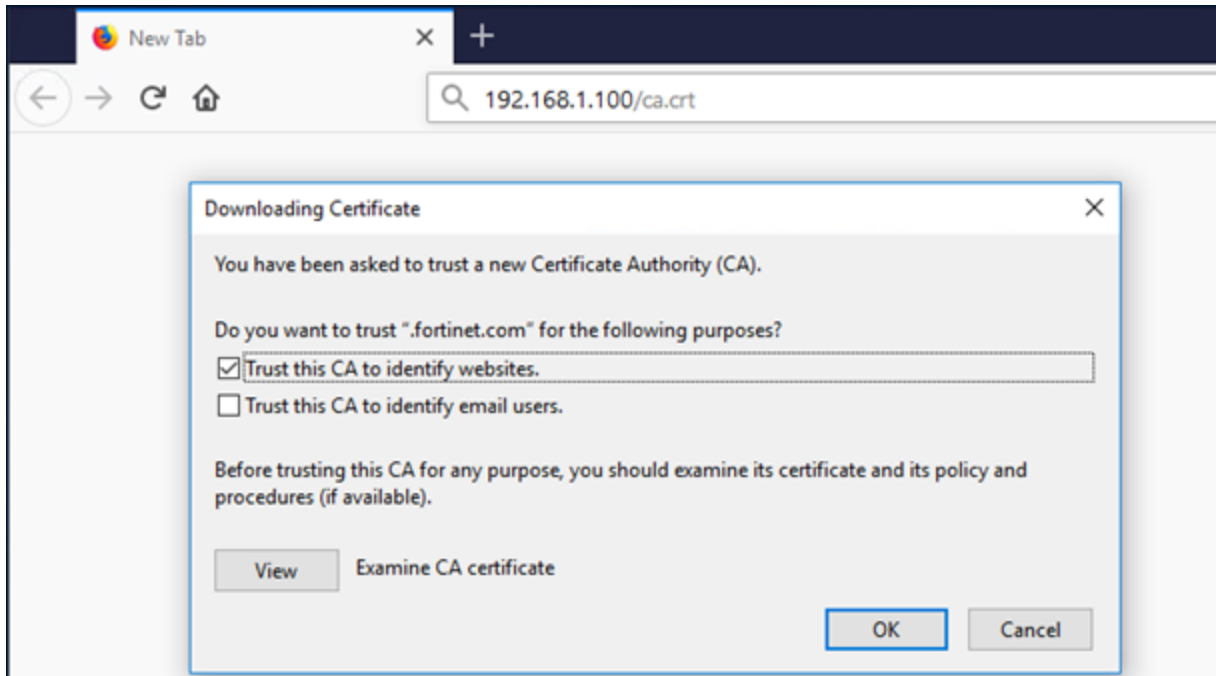 New Tab
192.168.1.100/ca.crt
Downloading Certificate
You have been asked to trust a new Certificate Authority (CA).
Do you want to trust “.fortinet.com” for the following purposes?
Trust this CA to identify websites.
Trust this CA to identify email users.
Before trusting this CA for any purpose, you should examine its certificate and its policy and
procedures (if available).
View Examine CA certificate
OK Cancel